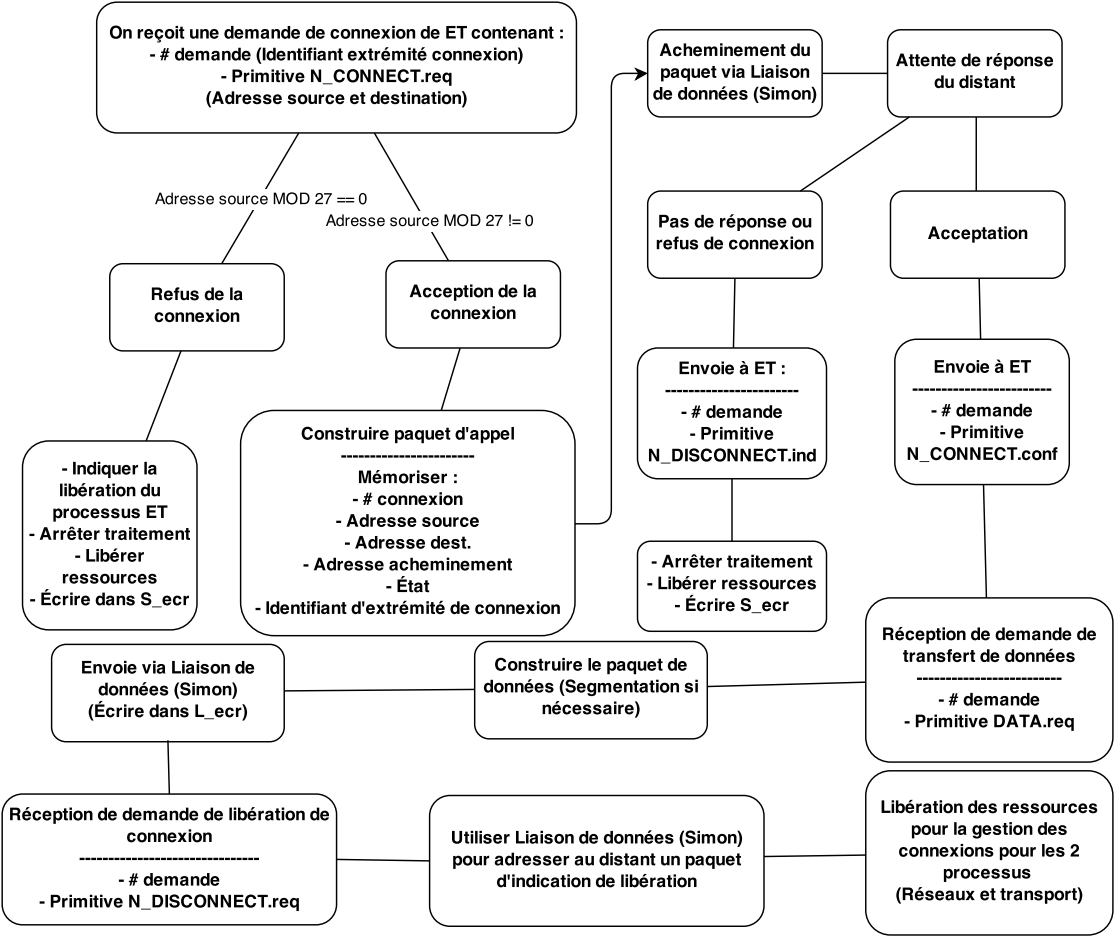 On reçoit une demande de connexion de ET contenant :
- # demande (Identifiant extrémité connexion)
- Primitive N_CONNECT.req
(Adresse source et destination)
Adresse source MOD 27 == 0
Adresse source MOD 27 != 0
Refus de la
connexion
Acception de la
connexion
- Indiquer la
libération du
processus ET
- Arrêter traitement
- Libérer
ressources
- Écrire dans S_ecr
Construire paquet d'appel
-----------------------
Mémoriser :
- # connexion
- Adresse source
- Adresse dest.
- Adresse acheminement
- État
- Identifiant d'extrémité de connexion
Acheminement du
paquet via Liaison
de données (Simon)
Attente de réponse
du distant
Pas de réponse ou
refus de connexion
Acceptation
Envoie à ET :
-----------------------
- # demande
- Primitive
N_DISCONNECT.ind
Envoie à ET
------------------------
- # demande
- Primitive
N_CONNECT.conf
- Arrêter traitement
- Libérer ressources
- Écrire S_ecr
Réception de demande de
transfert de données
-------------------------
- # demande
- Primitive DATA.req
Construire le paquet de
données (Segmentation si
nécessaire)
Envoie via Liaison de
données (Simon)
(Écrire dans L_ecr)
Réception de demande de libération de
connexion
-------------------------------
- # demande
- Primitive N_DISCONNECT.req
Utiliser Liaison de données (Simon)
pour adresser au distant un paquet
d'indication de libération
Libération des ressources
pour la gestion des
connexions pour les 2
processus
(Réseaux et transport)